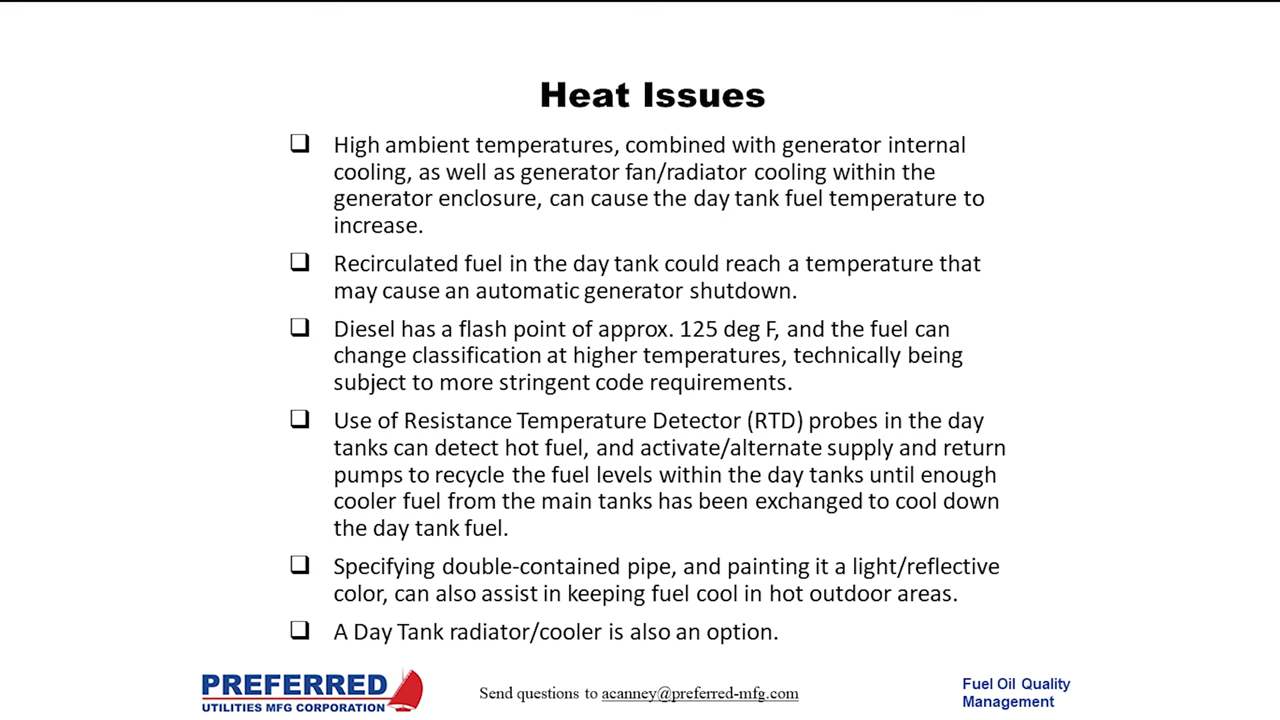 Heat Issues
❑ High ambient temperatures, combined with generator internal
cooling, as well as generator fan/radiator cooling within the
generator enclosure, can cause the day tank fuel temperature to
increase.
❑ Recirculated fuel in the day tank could reach a temperature that
may cause an automatic generator shutdown.
❑ Diesel has a flash point of approx. 125 deg F, and the fuel can
change classification at higher temperatures, technically being
subject to more stringent code requirements.
❑ Use of Resistance Temperature Detector (RTD) probes in the day
tanks can detect hot fuel, and activate/alternate supply and return
pumps to recycle the fuel levels within the day tanks until enough
cooler fuel from the main tanks has been exchanged to cool down
the day tank fuel.
❑ Specifying double-contained pipe, and painting it a light/reflective
color, can also assist in keeping fuel cool in hot outdoor areas.
❑ A Day Tank radiator/cooler is also an option.
PREFERRED
UTILITIES MFG CORPORATION
Send questions to acanney@preferred-mfg.com
Fuel Oil Quality
Management